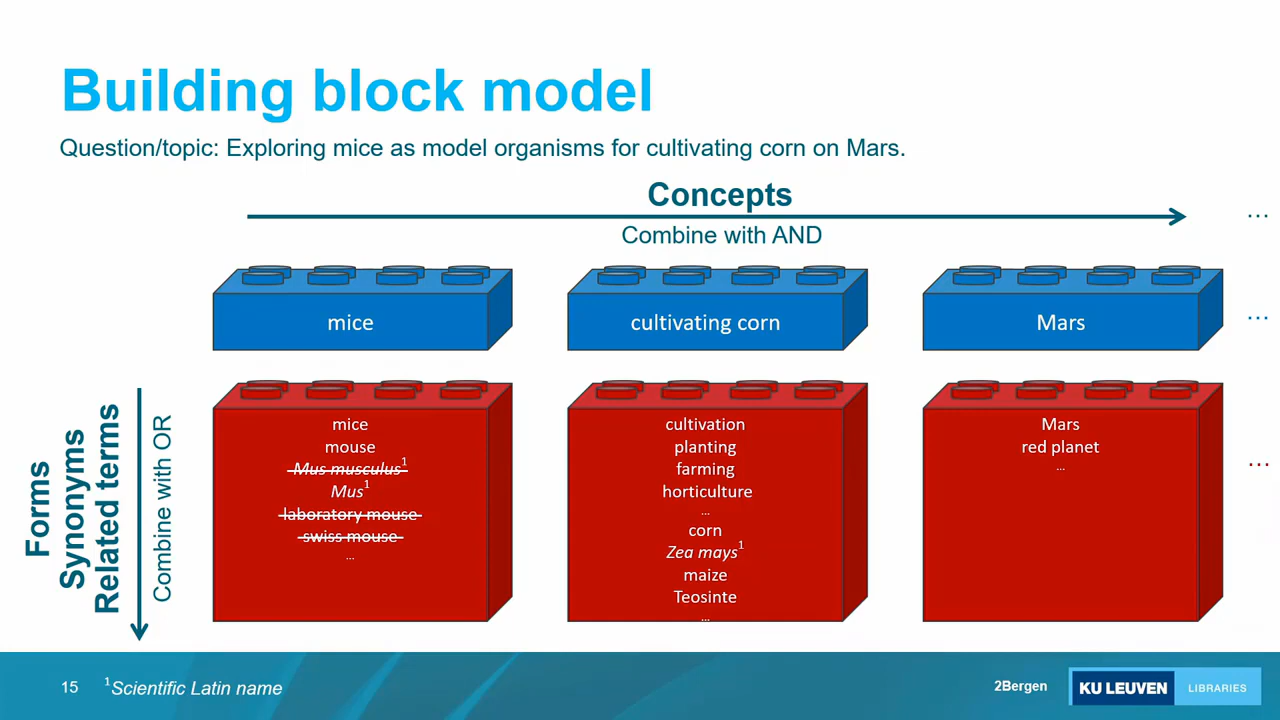 Building block model
Question/topic: Exploring mice as model organisms for cultivating corn on Mars.
Concepts
...
Combine with AND
mice
cultivating corn
Mars
...
Forms
Synonyms
Related terms
Combine with OR
mice
mouse
Mus musculus1
Mus1
laboratory mouse
swiss mouse
...
cultivation
planting
farming
horticulture
...
corn
Zea mays1
maize
Teosinte
...
Mars
red planet
...
...
15
1Scientific Latin name
2Bergen
KU LEUVEN
LIBRARIES